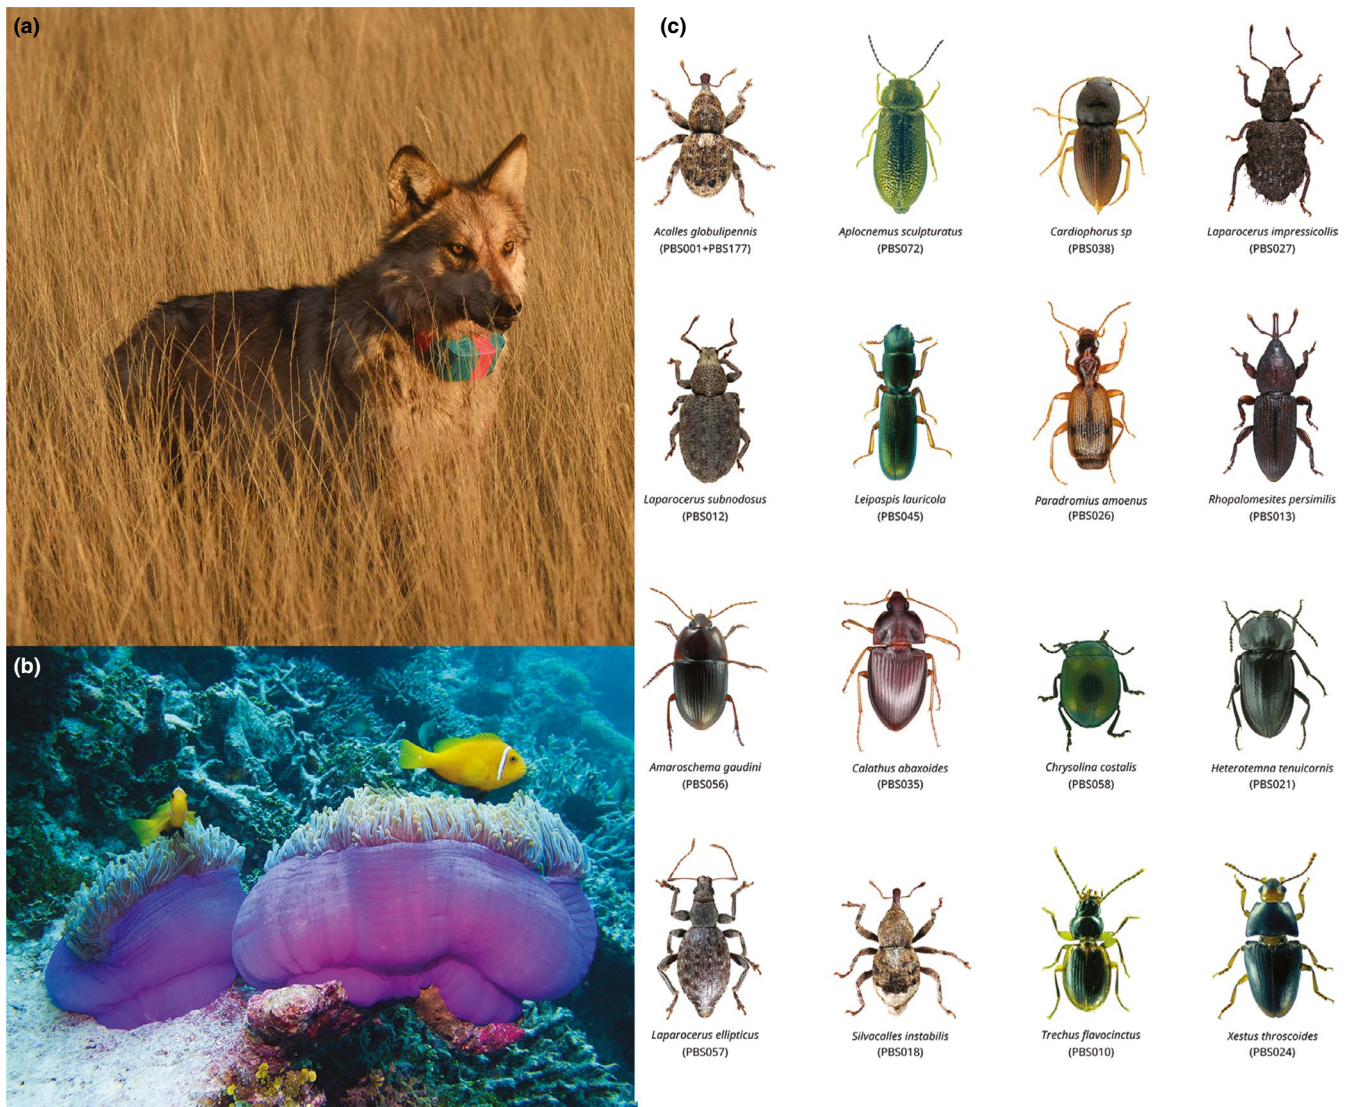 (a)
(b)
(c)
Acalles globulipennis
(PBS001+PBS177)
Aplocnemus sculpturatus
(PBS072)
Cardiophorus sp
(PBS038)
Laparocerus impressicollis
(PBS027)
Laparocerus subnodosus
(PBS012)
Leipaspis lauricola
(PBS045)
Paradromius amoenus
(PBS026)
Rhopalomesites persimilis
(PBS013)
Amaroschema gaudini
(PBS056)
Calathus abaxoides
(PBS035)
Chrysolina costalis
(PBS058)
Heterotemna tenuicornis
(PBS021)
Laparocerus ellipticus
(PBS057)
Silvacalles instabilis
(PBS018)
Trechus flavocinctus
(PBS010)
Xestus throscoides
(PBS024)